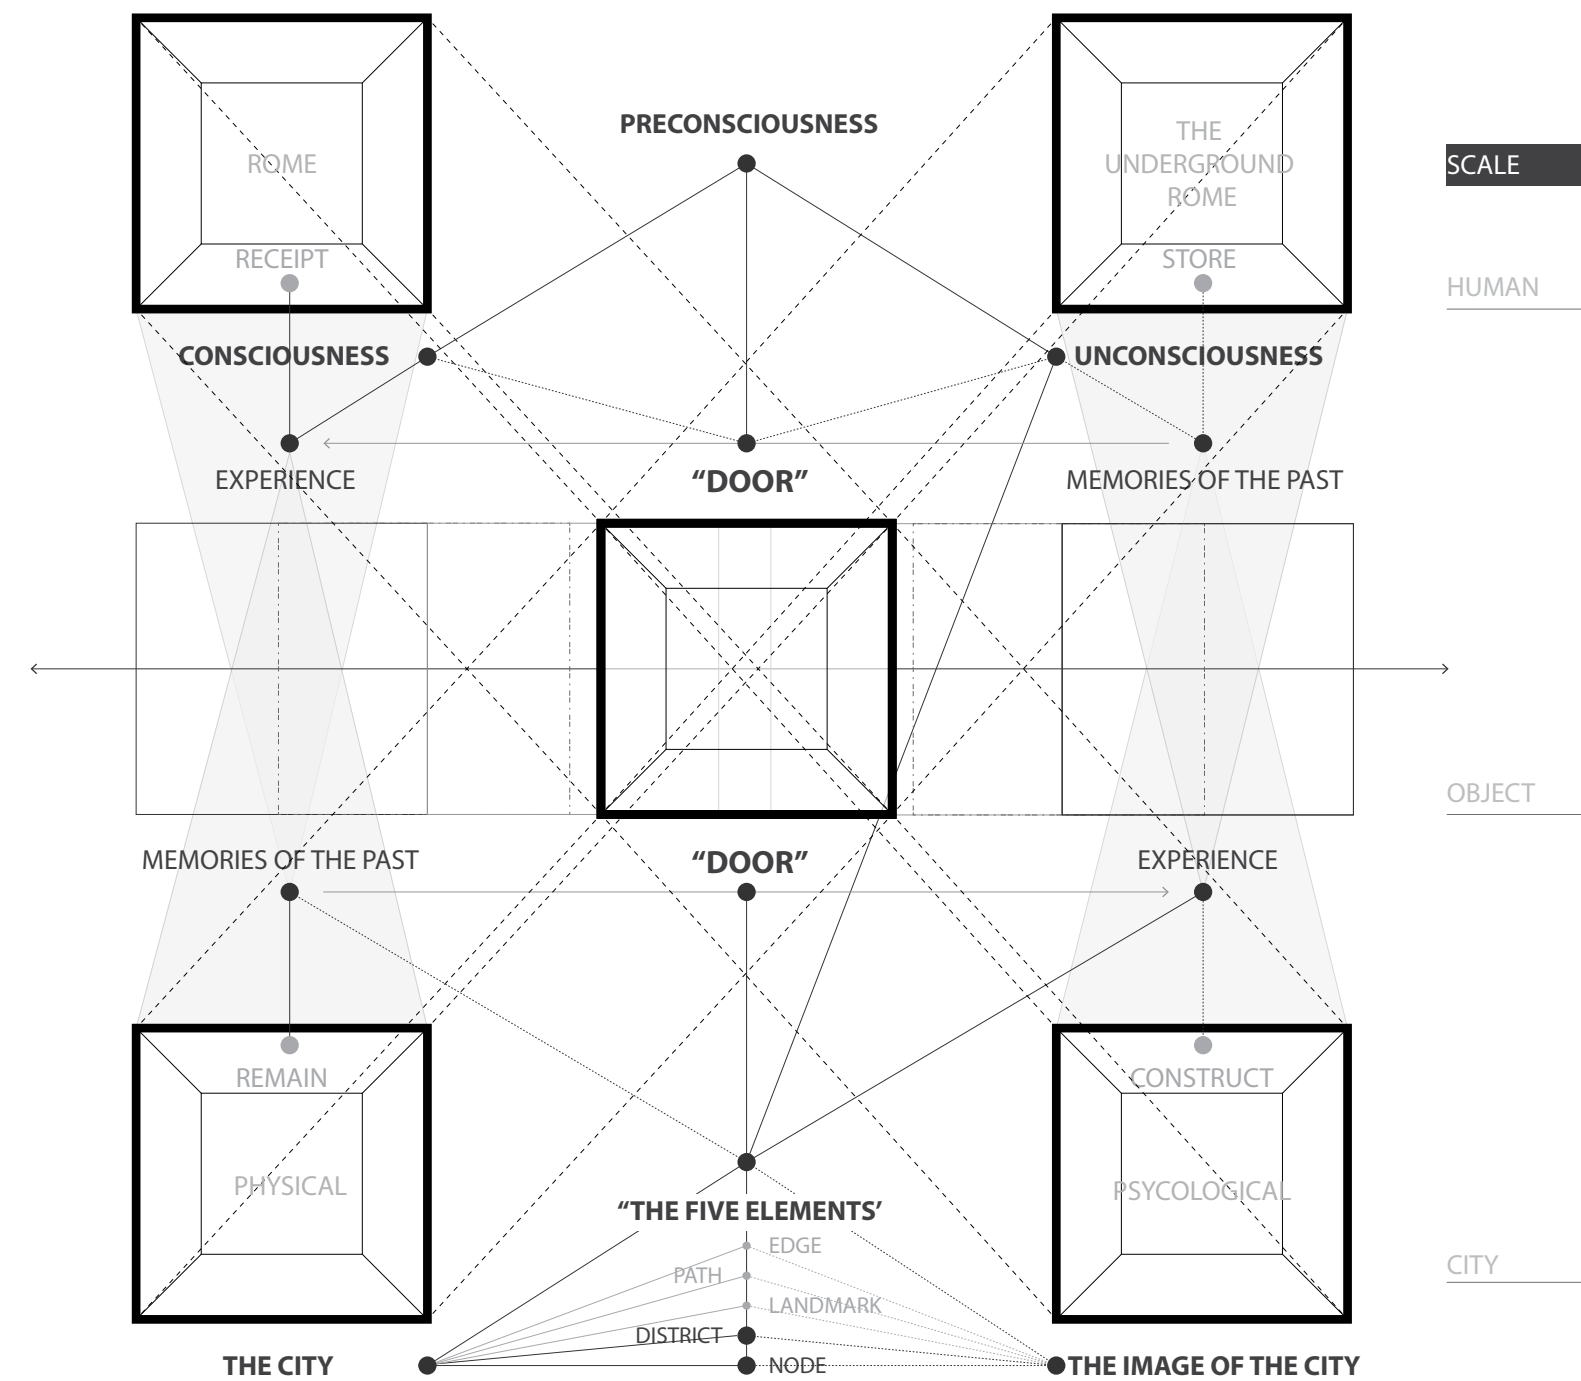 PRECONSCIOUSNESS
ROME
THE
UNDERGROUND
ROME
SCALE
RECEIPT
STORE
HUMAN
CONSCIOUSNESS
UNCONSCIOUSNESS
EXPERIENCE
“DOOR”
MEMORIES OF THE PAST
OBJECT
MEMORIES OF THE PAST
“DOOR”
EXPERIENCE
REMAIN
CONSTRUCT
PHYSICAL
PSYCOLOGICAL
“THE FIVE ELEMENTS’
EDGE
CITY
PATH
LANDMARK
DISTRICT
NODE
THE CITY
THE IMAGE OF THE CITY